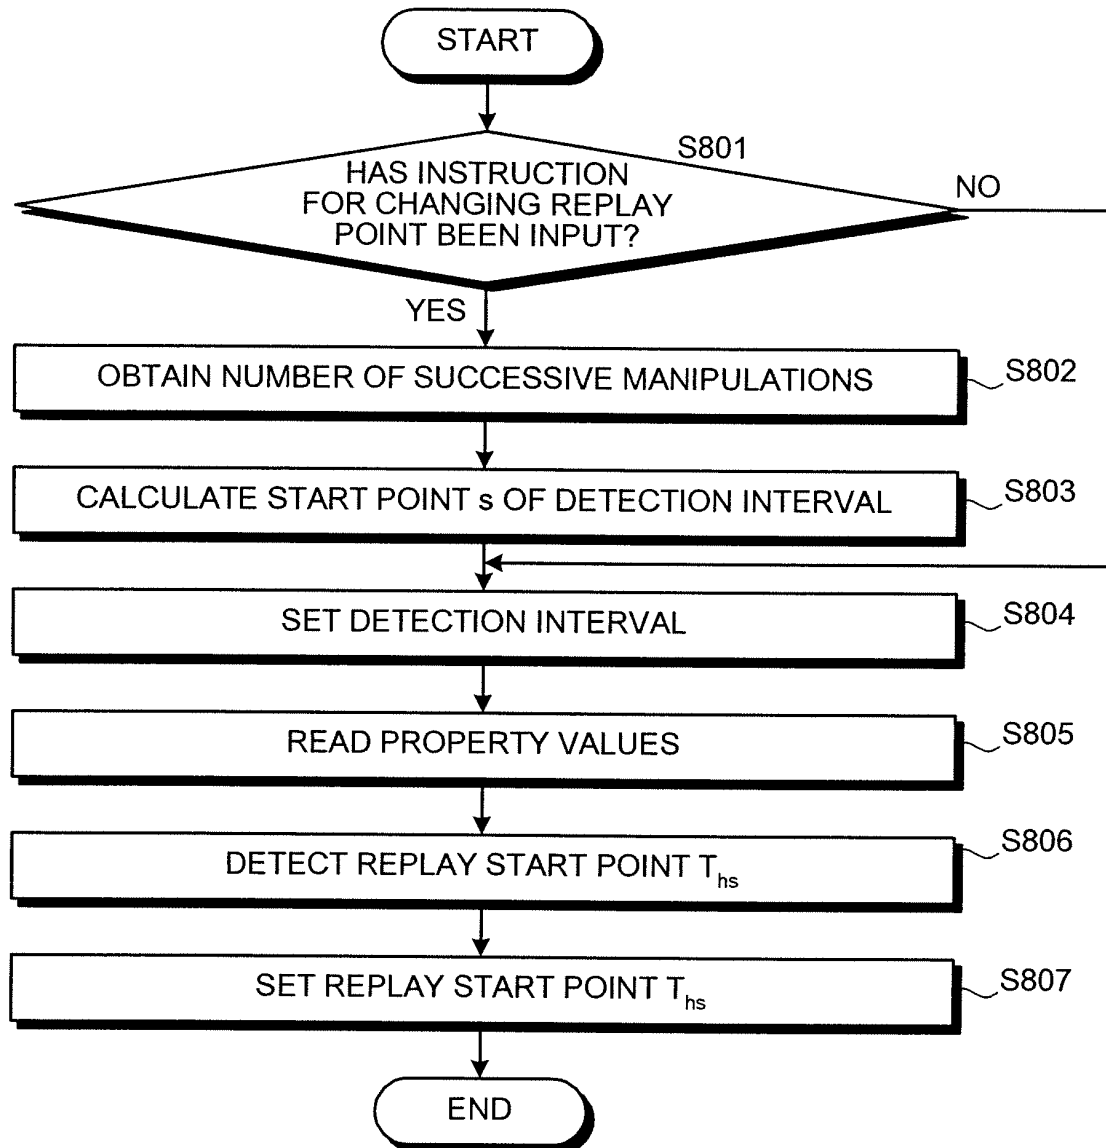 START
S801
HAS INSTRUCTION
FOR CHANGING REPLAY
POINT BEEN INPUT?
NO
YES
OBTAIN NUMBER OF SUCCESSIVE MANIPULATIONS
S802
CALCULATE START POINT s OF DETECTION INTERVAL
S803
SET DETECTION INTERVAL
S804
READ PROPERTY VALUES
S805
DETECT REPLAY START POINT Ths
S806
SET REPLAY START POINT Ths
S807
END